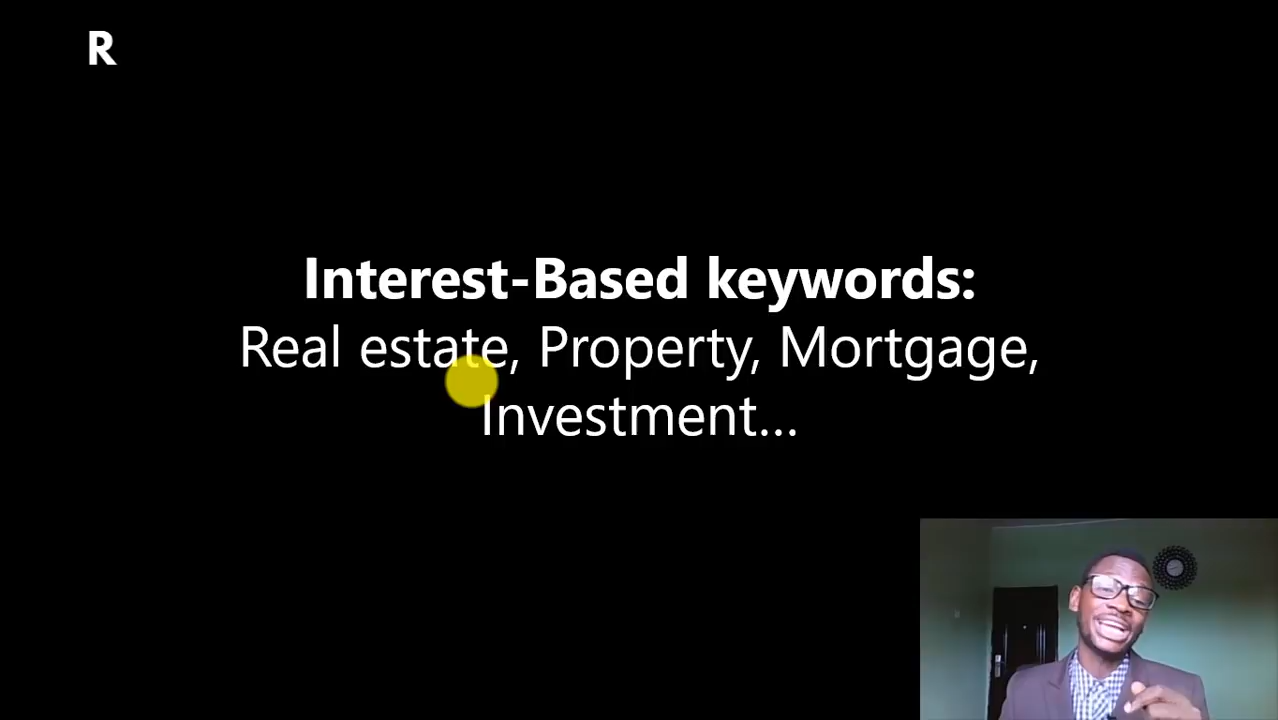 R
Interest-Based keywords:
Real estate, Property, Mortgage,
Investment...